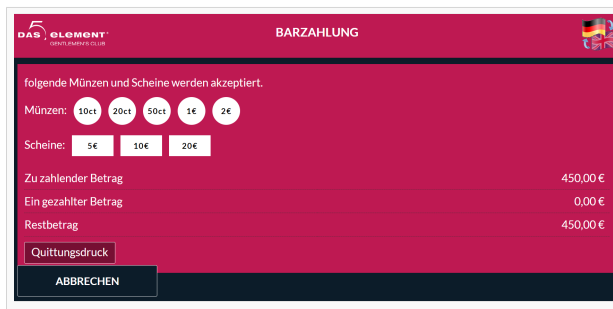 DAS 5 ELEMENT
GENTLEMEN'S CLUB
BARZAHLUNG
folgende Münzen und Scheine werden akzeptiert.
Münzen: 10ct 20ct 50ct 1€ 2€
Scheine: 5€ 10€ 20€
Zu zahlender Betrag 450,00 €
Ein gezahlter Betrag 0,00 €
Restbetrag 450,00 €
Quittungsdruck
ABBRECHEN